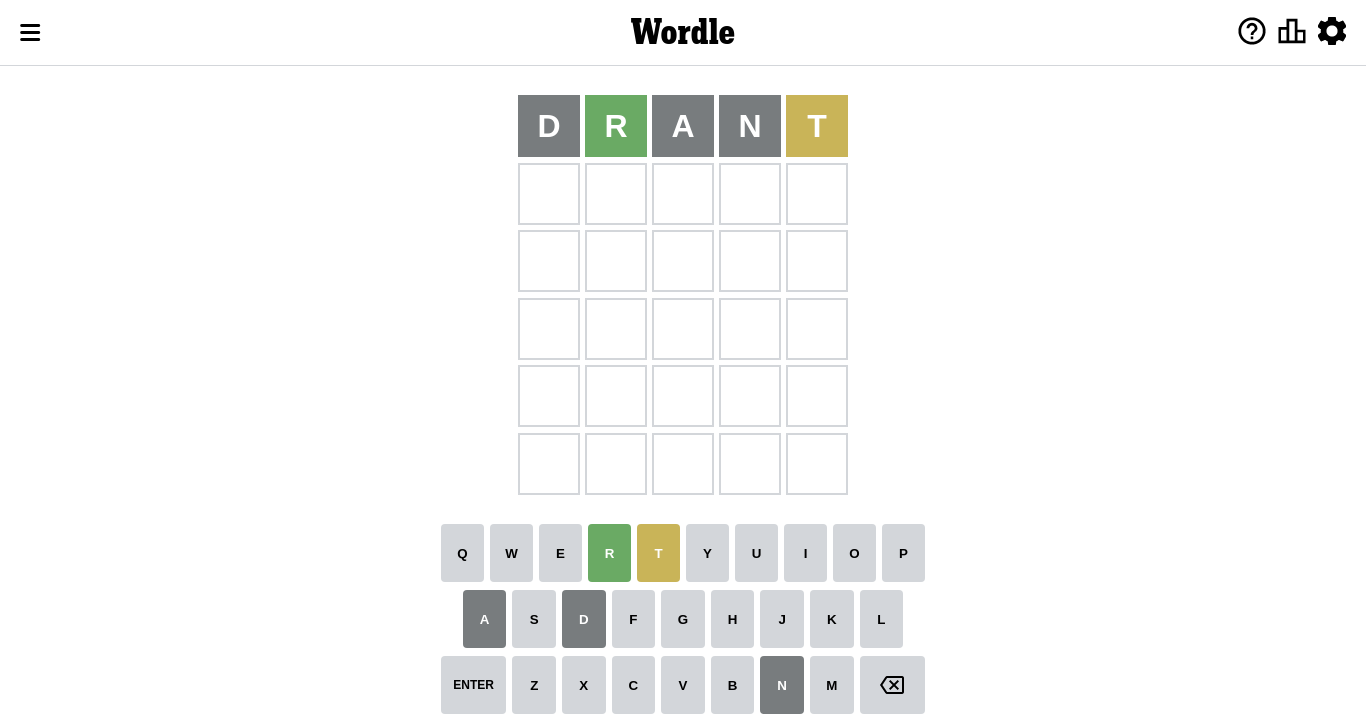 Wordle
D R A N T
Q W E R T Y U I O P
A S D F G H J K L
ENTER Z X C V B N M